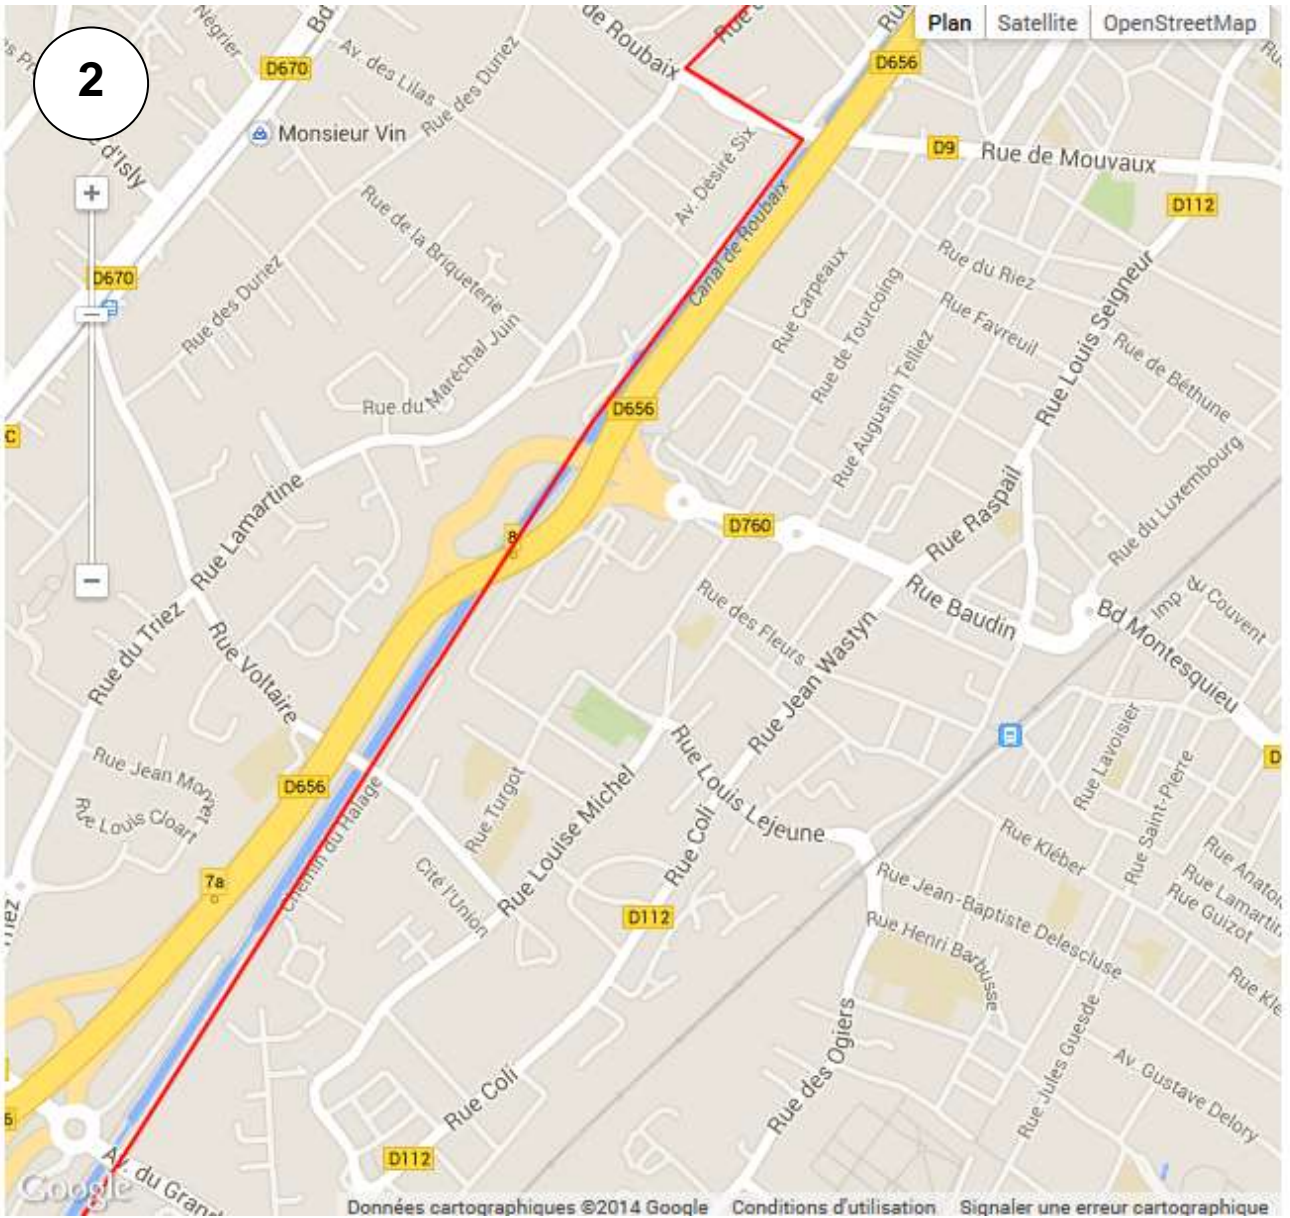 Plan Satellite OpenStreetMap
2
Négrier
Bd
de Roubaix
D670
Av. des Lilas
Rue des Duriez
D656
Monsieur Vin
d'Isly
Av. Désiré Six
D9
Rue de Mouvaux
D112
Rue de la Briqueterie
Canal de Roubaix
D670
Rue des Duriez
Rue du Riez
Rue Carpeaux
Rue de Tourcoing
Rue Favreuil
Rue Louis Seigneur
Rue de Béthune
Rue Augustin Tellíez
Rue du Maréchal Juin
D656
C
Rue du Luxembourg
Rue Lamartine
8
D760
Rue Raspail
Rue du Triez
Rue des Fleurs
Rue Baudin
Bd Montesquieu
Imp. du Couvent
Rue Voltaire
Rue Jean Wastyn
Rue Jean Monnet
Rue Louis Cloart
D656
Chemin du Halage
Rue Turgot
Rue Louise Michel
Rue Louis Lejeune
Rue Coli
Rue Lavoisier
Rue Saint-Pierre
D
7a
Cité l'Union
Rue Kléber
Rue Lamartin
Rue Guizot
D112
Rue Jean-Baptiste Delescluse
Rue Henri Barbusse
Rue des Ogiers
Rue Jules Guesde
Av. Gustave Delory
6
Rue Coli
D112
Av. du Grand
Google
Données cartographiques ©2014 Google Conditions d'utilisation Signaler une erreur cartographique